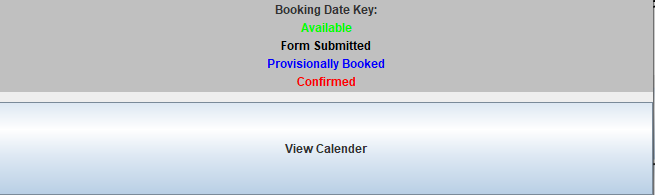 Booking Date Key:
Available
Form Submitted
Provisionally Booked
Confirmed
View Calender